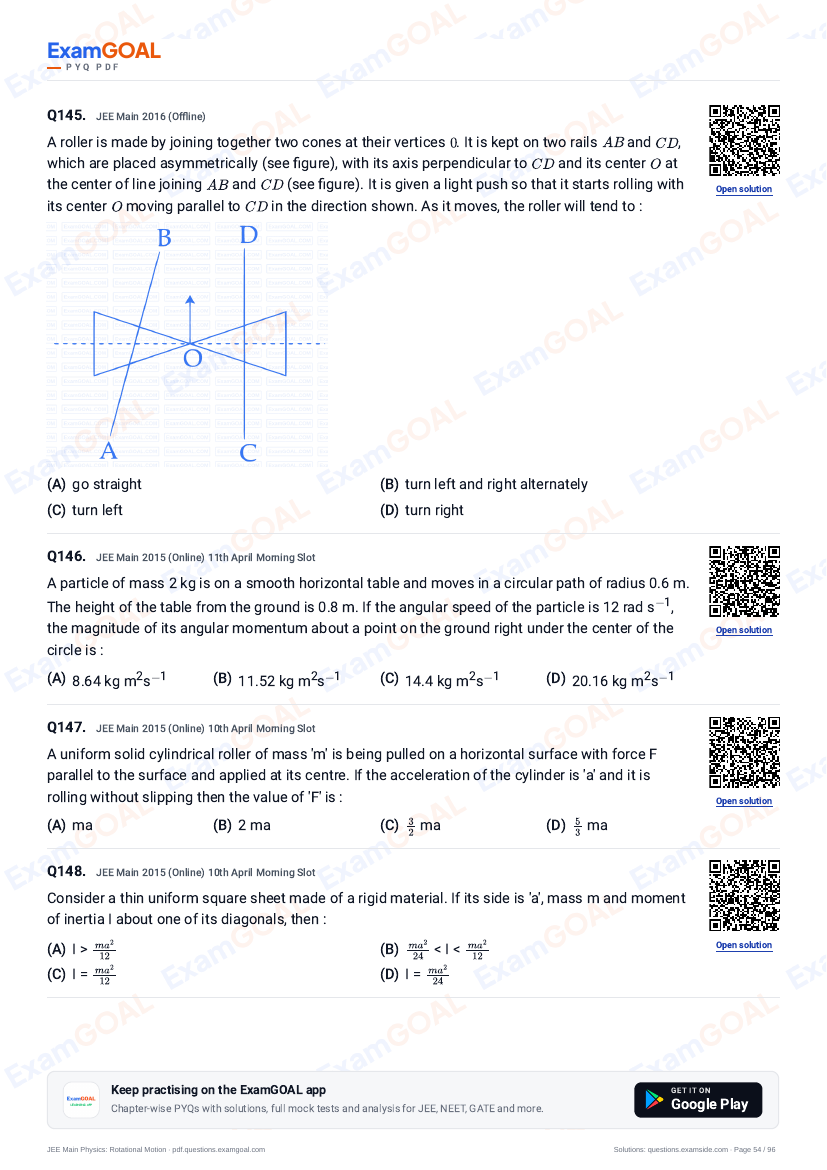 ExamGOAL
PYQ PDF
Q145. JEE Main 2016 (Offline)
A roller is made by joining together two cones at their vertices 0. It is kept on two rails AB and CD,
which are placed asymmetrically (see figure), with its axis perpendicular to CD and its center O at
the center of line joining AB and CD (see figure). It is given a light push so that it starts rolling with
its center O moving parallel to CD in the direction shown. As it moves, the roller will tend to :
Open solution
B D
O
A C
(A) go straight (B) turn left and right alternately
(C) turn left (D) turn right
Q146. JEE Main 2015 (Online) 11th April Morning Slot
A particle of mass 2 kg is on a smooth horizontal table and moves in a circular path of radius 0.6 m.
The height of the table from the ground is 0.8 m. If the angular speed of the particle is 12 rad s⁻¹,
the magnitude of its angular momentum about a point on the ground right under the center of the
circle is :
Open solution
(A) 8.64 kg m²s⁻¹ (B) 11.52 kg m²s⁻¹ (C) 14.4 kg m²s⁻¹ (D) 20.16 kg m²s⁻¹
Q147. JEE Main 2015 (Online) 10th April Morning Slot
A uniform solid cylindrical roller of mass 'm' is being pulled on a horizontal surface with force F
parallel to the surface and applied at its centre. If the acceleration of the cylinder is 'a' and it is
rolling without slipping then the value of 'F' is :
Open solution
(A) ma (B) 2 ma (C) 3/2 ma (D) 5/3 ma
Q148. JEE Main 2015 (Online) 10th April Morning Slot
Consider a thin uniform square sheet made of a rigid material. If its side is 'a', mass m and moment
of inertia I about one of its diagonals, then :
Open solution
(A) I > ma²/12 (B) ma²/24 < I < ma²/12
(C) I = ma²/12 (D) I = ma²/24
Keep practising on the ExamGOAL app
Chapter-wise PYQs with solutions, full mock tests and analysis for JEE, NEET, GATE and more.
GET IT ON
Google Play
JEE Main Physics: Rotational Motion · pdf.questions.examgoal.com Solutions: questions.examside.com · Page 54 / 96